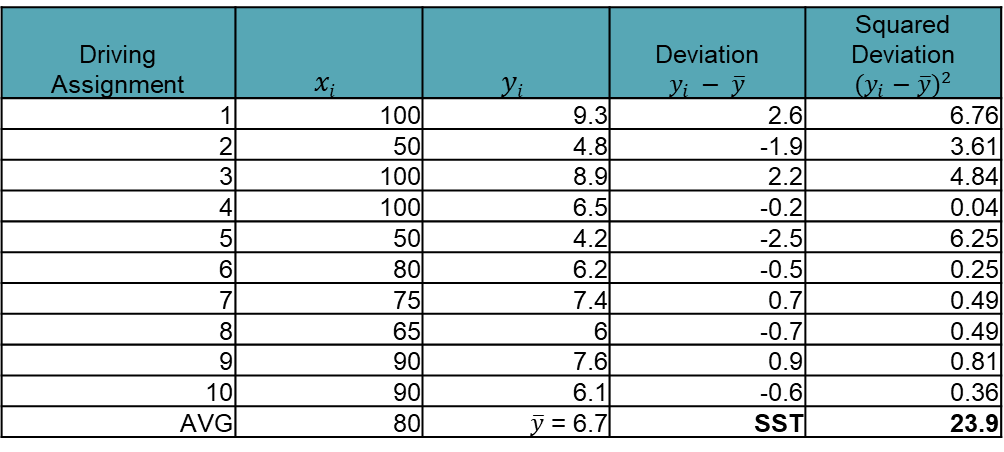 Driving Assignment | xᵢ | yᵢ | Deviation yᵢ − ȳ | Squared Deviation (yᵢ − ȳ)²
1 | 100 | 9.3 | 2.6 | 6.76
2 | 50 | 4.8 | -1.9 | 3.61
3 | 100 | 8.9 | 2.2 | 4.84
4 | 100 | 6.5 | -0.2 | 0.04
5 | 50 | 4.2 | -2.5 | 6.25
6 | 80 | 6.2 | -0.5 | 0.25
7 | 75 | 7.4 | 0.7 | 0.49
8 | 65 | 6 | -0.7 | 0.49
9 | 90 | 7.6 | 0.9 | 0.81
10 | 90 | 6.1 | -0.6 | 0.36
AVG | 80 | ȳ = 6.7 | SST | 23.9